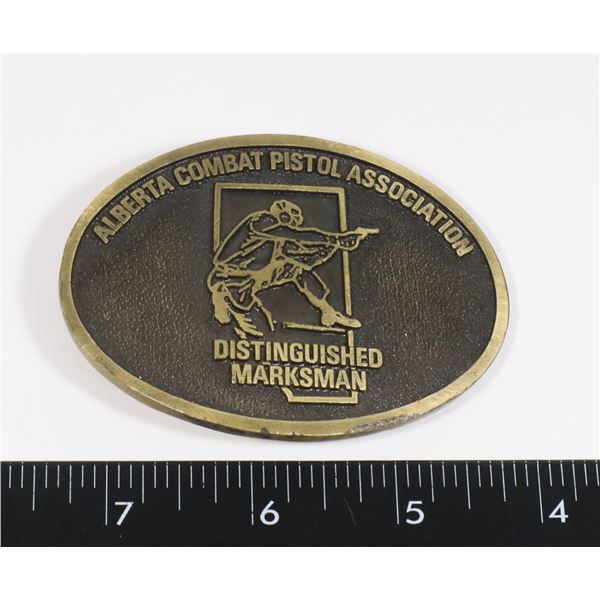 ALBERTA COMBAT PISTOL ASSOCIATION
DISTINGUISHED
MARKSMAN
7 6 5 4